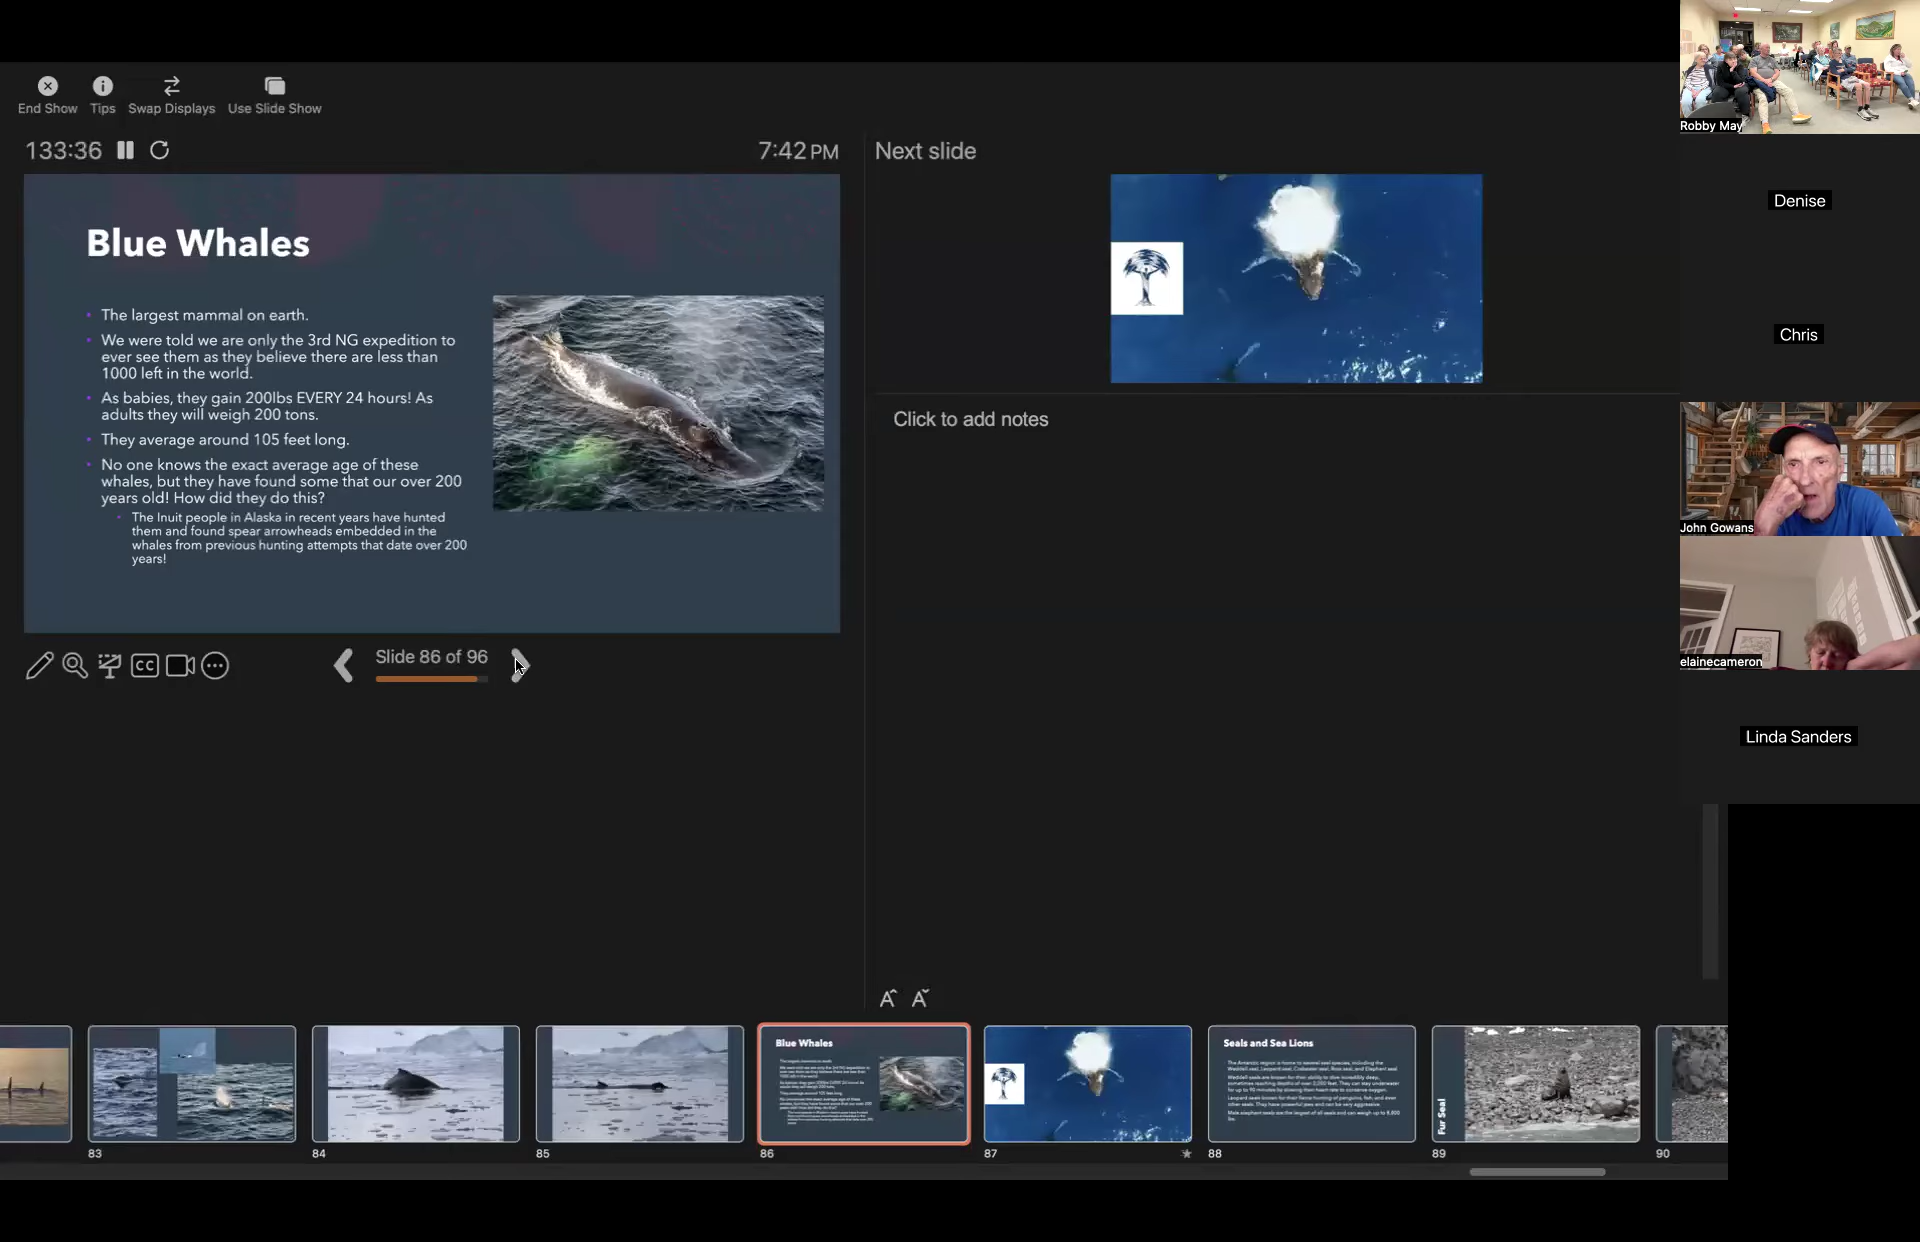 End Show
Tips
Swap Displays
Use Slide Show
133:36
7:42 PM
Next slide
Blue Whales
The largest mammal on earth.
We were told we are only the 3rd NG expedition to
ever see them as they believe there are less than
1000 left in the world.
As babies, they gain 200lbs EVERY 24 hours! As
adults they will weigh 200 tons.
They average around 105 feet long.
No one knows the exact average age of these
whales, but they have found some that our over 200
years old! How did they do this?
The Inuit people in Alaska in recent years have hunted
them and found spear arrowheads embedded in the
whales from previous hunting attempts that date over 200
years!
Click to add notes
CC
Slide 86 of 96
Robby May
Denise
Chris
John Gowans
elainecameron
Linda Sanders
A
A
Blue Whales
Seals and Sea Lions
Fur Seal
83
84
85
86
87
88
89
90